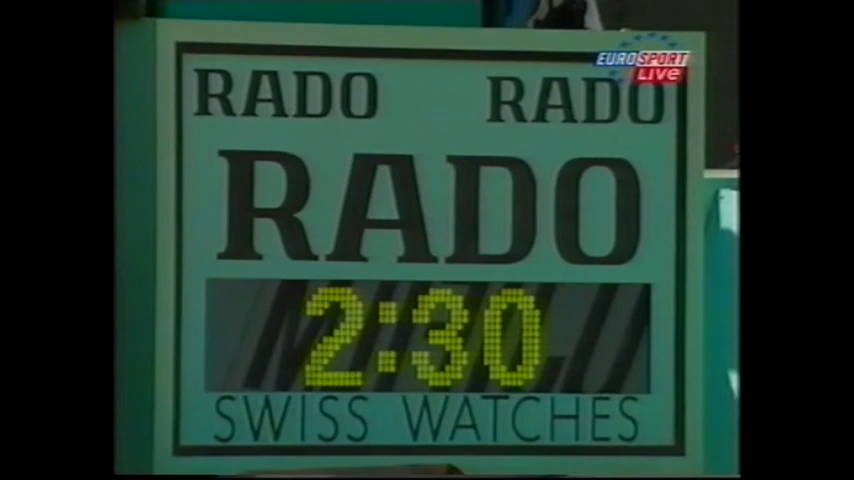 EUROSPORT
LIVE
RADO RADO
RADO
2:30
SWISS WATCHES